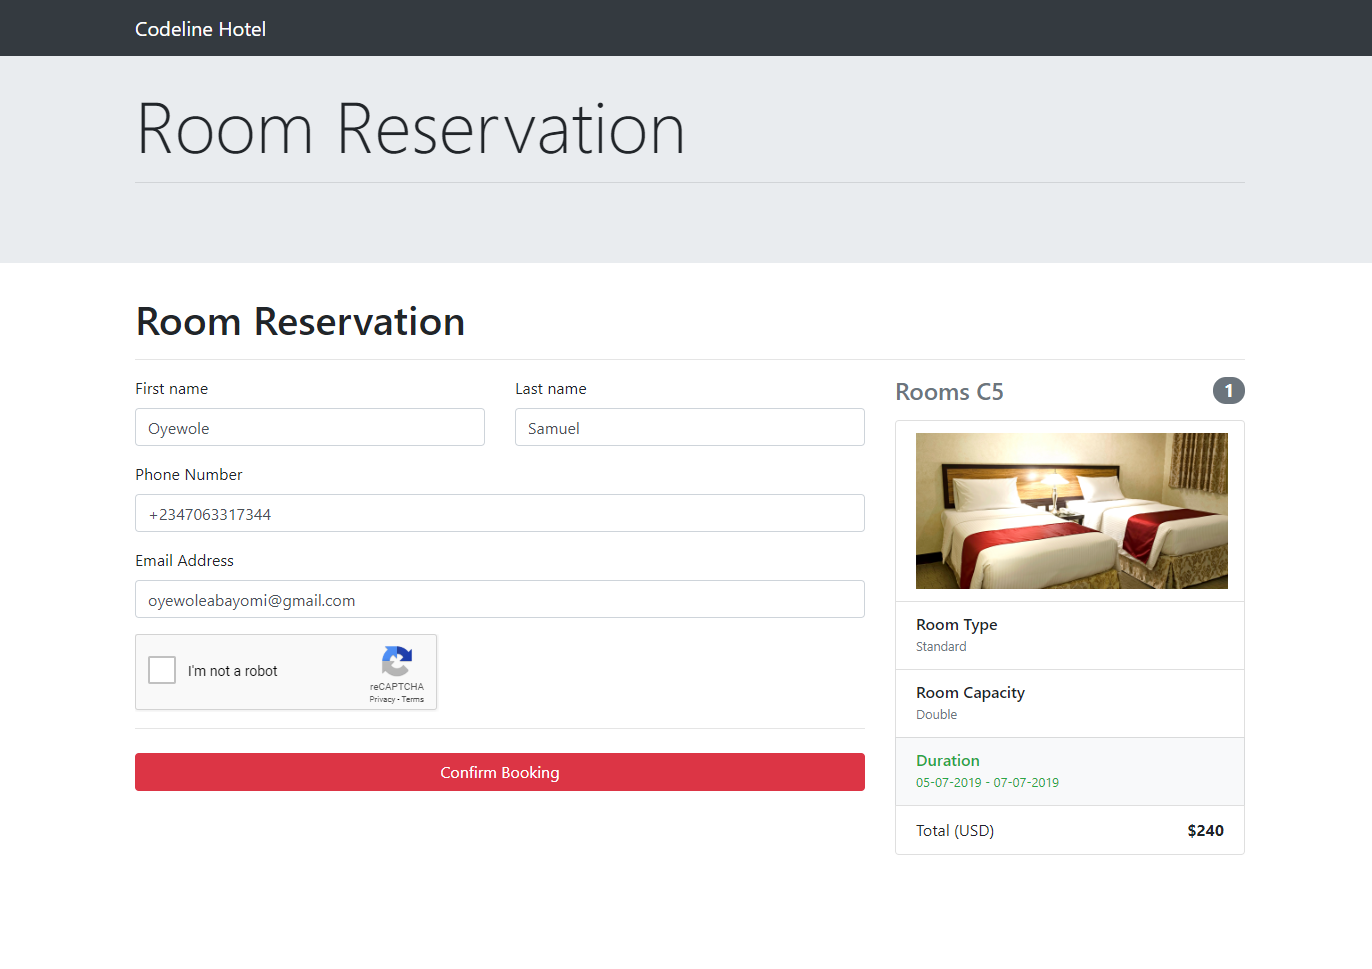 Codeline Hotel
Room Reservation
Room Reservation
First name
Last name
Oyewole
Samuel
Phone Number
+2347063317344
Email Address
oyewoleabayomi@gmail.com
I'm not a robot
reCAPTCHA
Privacy - Terms
Confirm Booking
Rooms C5
1
Room Type
Standard
Room Capacity
Double
Duration
05-07-2019 - 07-07-2019
Total (USD) $240